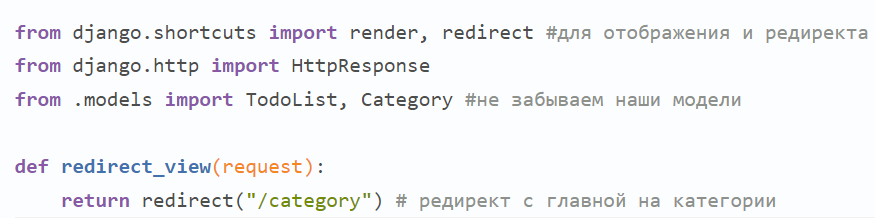 from django.shortcuts import render, redirect #для отображения и редиректа
from django.http import HttpResponse
from .models import TodoList, Category #не забываем наши модели
def redirect_view(request):
return redirect("/category") # редирект с главной на категории